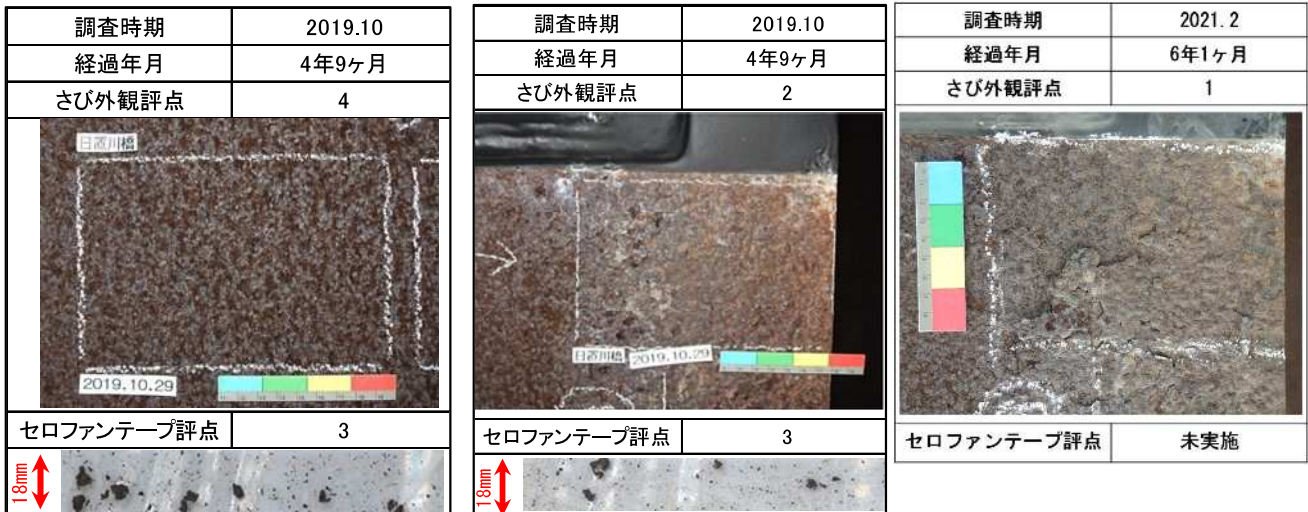 調査時期 2019.10
経過年月 4年9ヶ月
さび外観評点 4
日置川橋
2019.10.29
セロファンテープ評点 3
18mm
調査時期 2019.10
経過年月 4年9ヶ月
さび外観評点 2
日置川橋 2019.10.29
セロファンテープ評点 3
18mm
調査時期 2021.2
経過年月 6年1ヶ月
さび外観評点 1
セロファンテープ評点 未実施